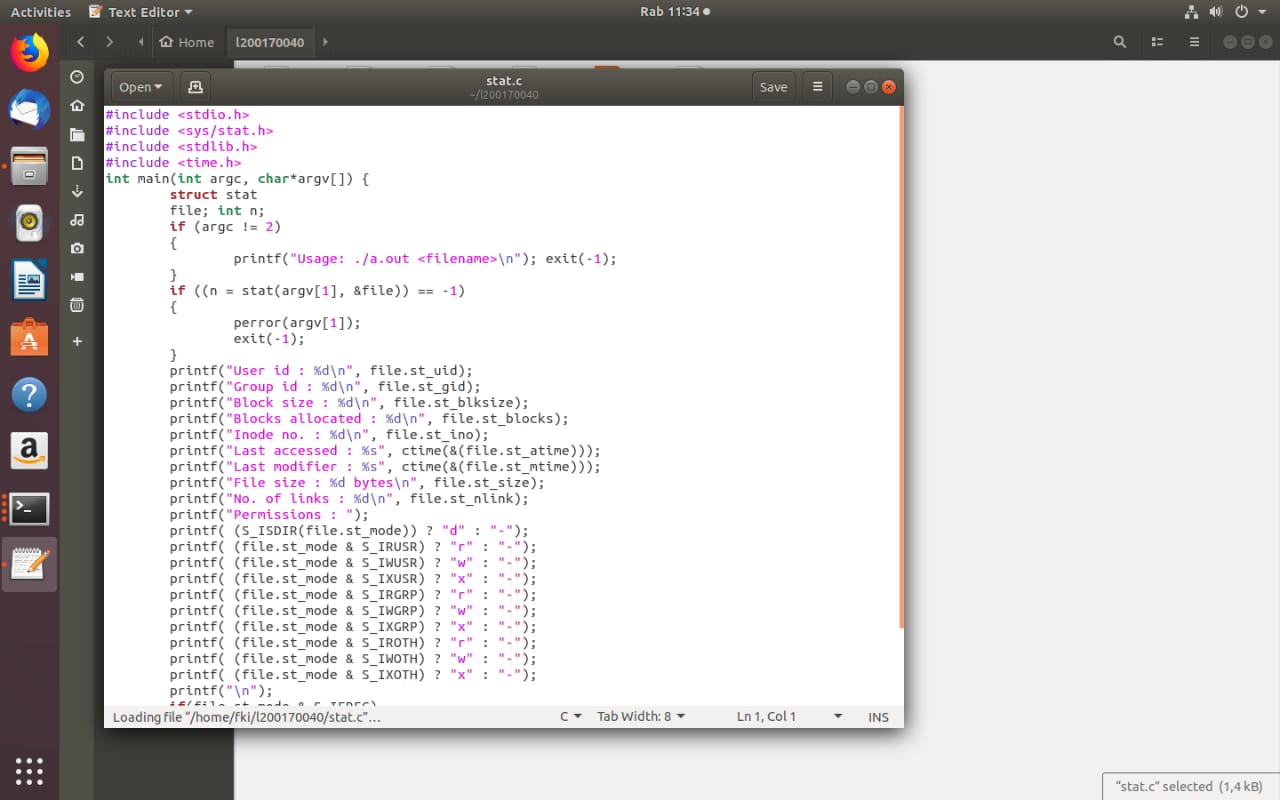 Activities Text Editor Rab 11:34
Home l200170040
Open stat.c Save
~/l200170040
#include <stdio.h>
#include <sys/stat.h>
#include <stdlib.h>
#include <time.h>
int main(int argc, char*argv[]) {
struct stat
file; int n;
if (argc != 2)
{
printf("Usage: ./a.out <filename>\n"); exit(-1);
}
if ((n = stat(argv[1], &file)) == -1)
{
perror(argv[1]);
exit(-1);
}
printf("User id : %d\n", file.st_uid);
printf("Group id : %d\n", file.st_gid);
printf("Block size : %d\n", file.st_blksize);
printf("Blocks allocated : %d\n", file.st_blocks);
printf("Inode no. : %d\n", file.st_ino);
printf("Last accessed : %s", ctime(&(file.st_atime)));
printf("Last modifier : %s", ctime(&(file.st_mtime)));
printf("File size : %d bytes\n", file.st_size);
printf("No. of links : %d\n", file.st_nlink);
printf("Permissions : ");
printf( (S_ISDIR(file.st_mode)) ? "d" : "-");
printf( (file.st_mode & S_IRUSR) ? "r" : "-");
printf( (file.st_mode & S_IWUSR) ? "w" : "-");
printf( (file.st_mode & S_IXUSR) ? "x" : "-");
printf( (file.st_mode & S_IRGRP) ? "r" : "-");
printf( (file.st_mode & S_IWGRP) ? "w" : "-");
printf( (file.st_mode & S_IXGRP) ? "x" : "-");
printf( (file.st_mode & S_IROTH) ? "r" : "-");
printf( (file.st_mode & S_IWOTH) ? "w" : "-");
printf( (file.st_mode & S_IXOTH) ? "x" : "-");
printf("\n");
if(file.st_mode & S_IFREG)
Loading file “/home/fki/l200170040/stat.c”… C Tab Width: 8 Ln 1, Col 1 INS
“stat.c” selected (1,4 kB)